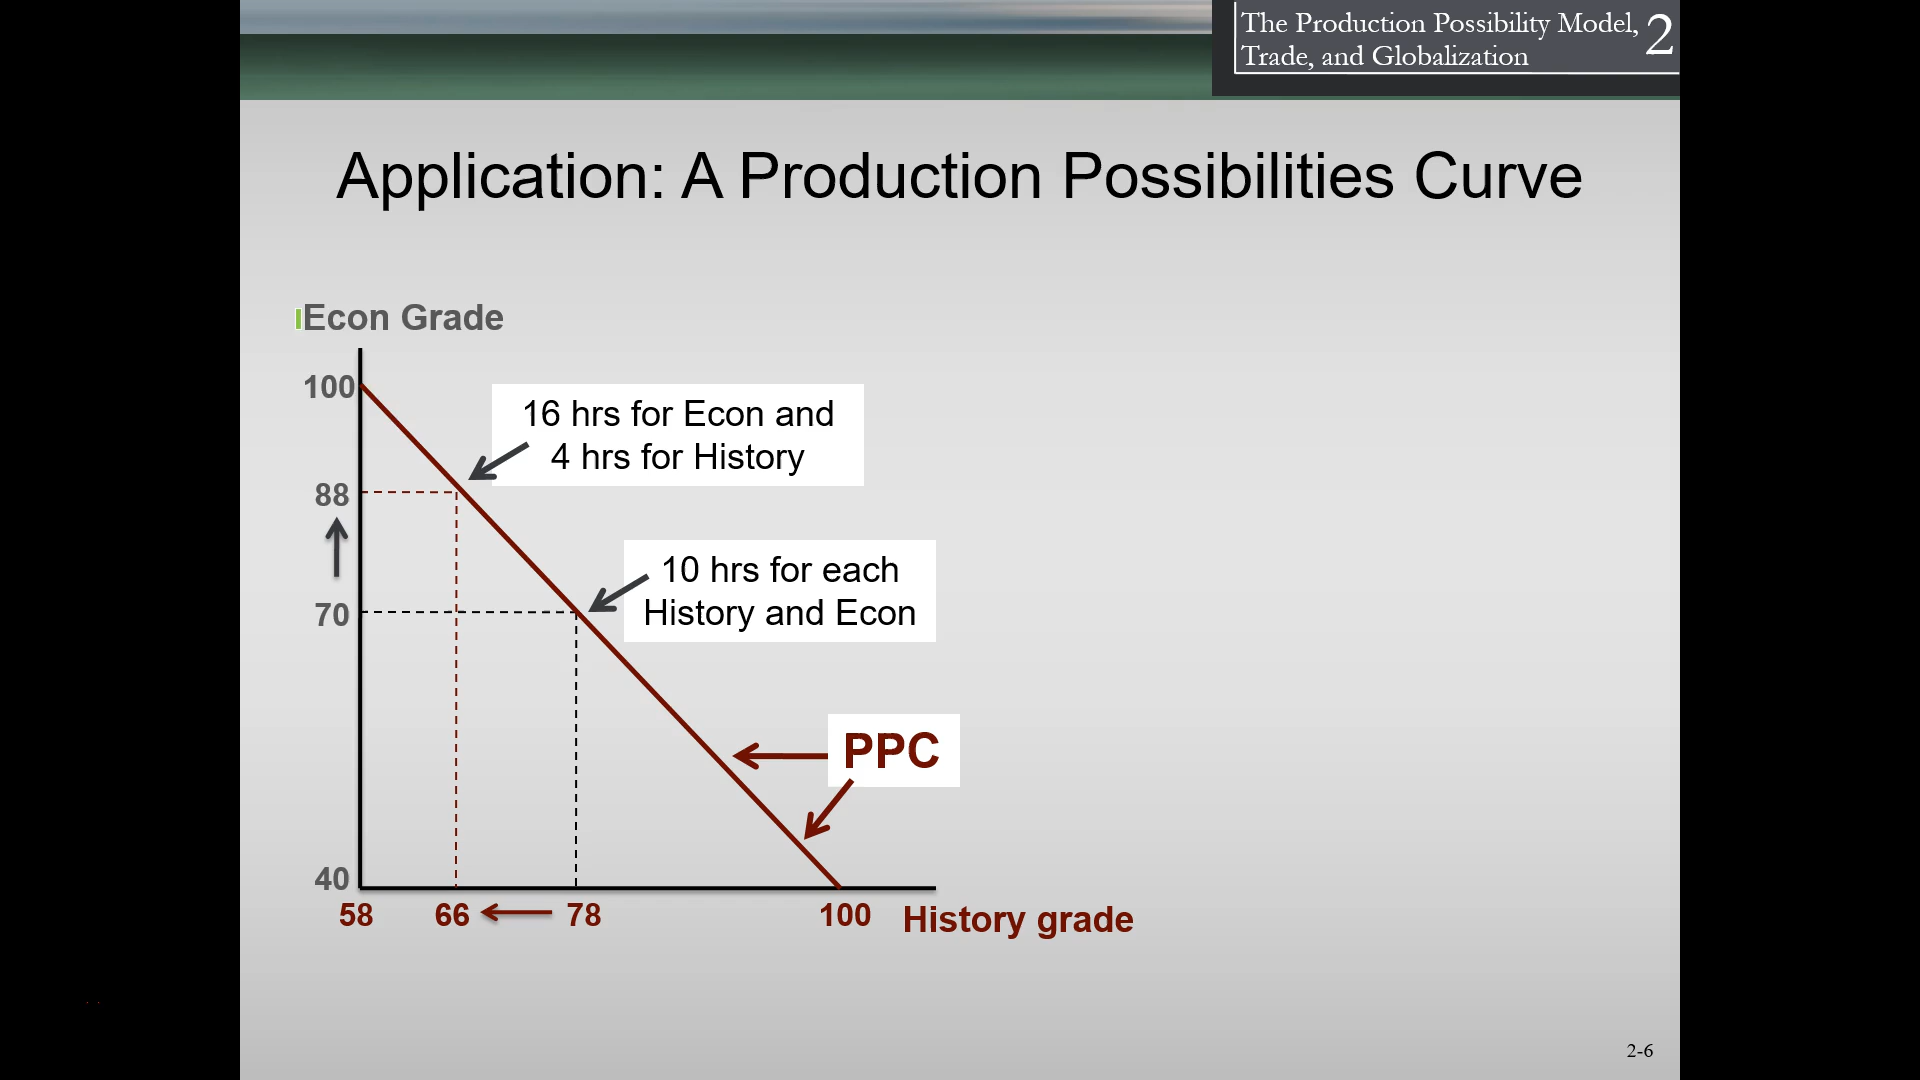 The Production Possibility Model,
Trade, and Globalization
2
Application: A Production Possibilities Curve
Econ Grade
100
16 hrs for Econ and
4 hrs for History
88
10 hrs for each
History and Econ
70
PPC
40
58
66
78
100
History grade
2-6